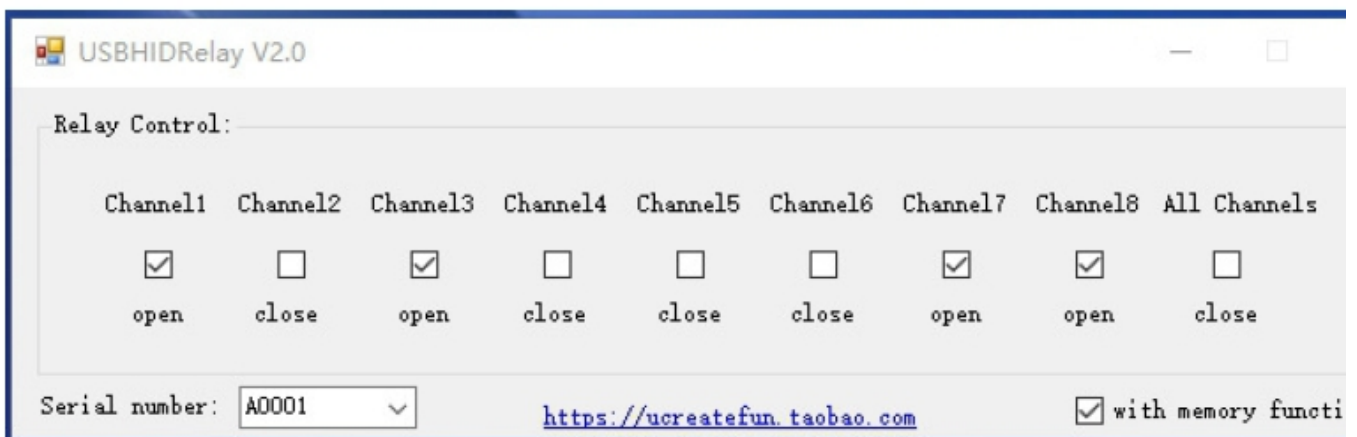 USBHIDRelay V2.0
Relay Control:
Channel1 Channel2 Channel3 Channel4 Channel5 Channel6 Channel7 Channel8 All Channels
open close open close close close open open close
Serial number: A0001 https://ucreatefun.taobao.com with memory functi